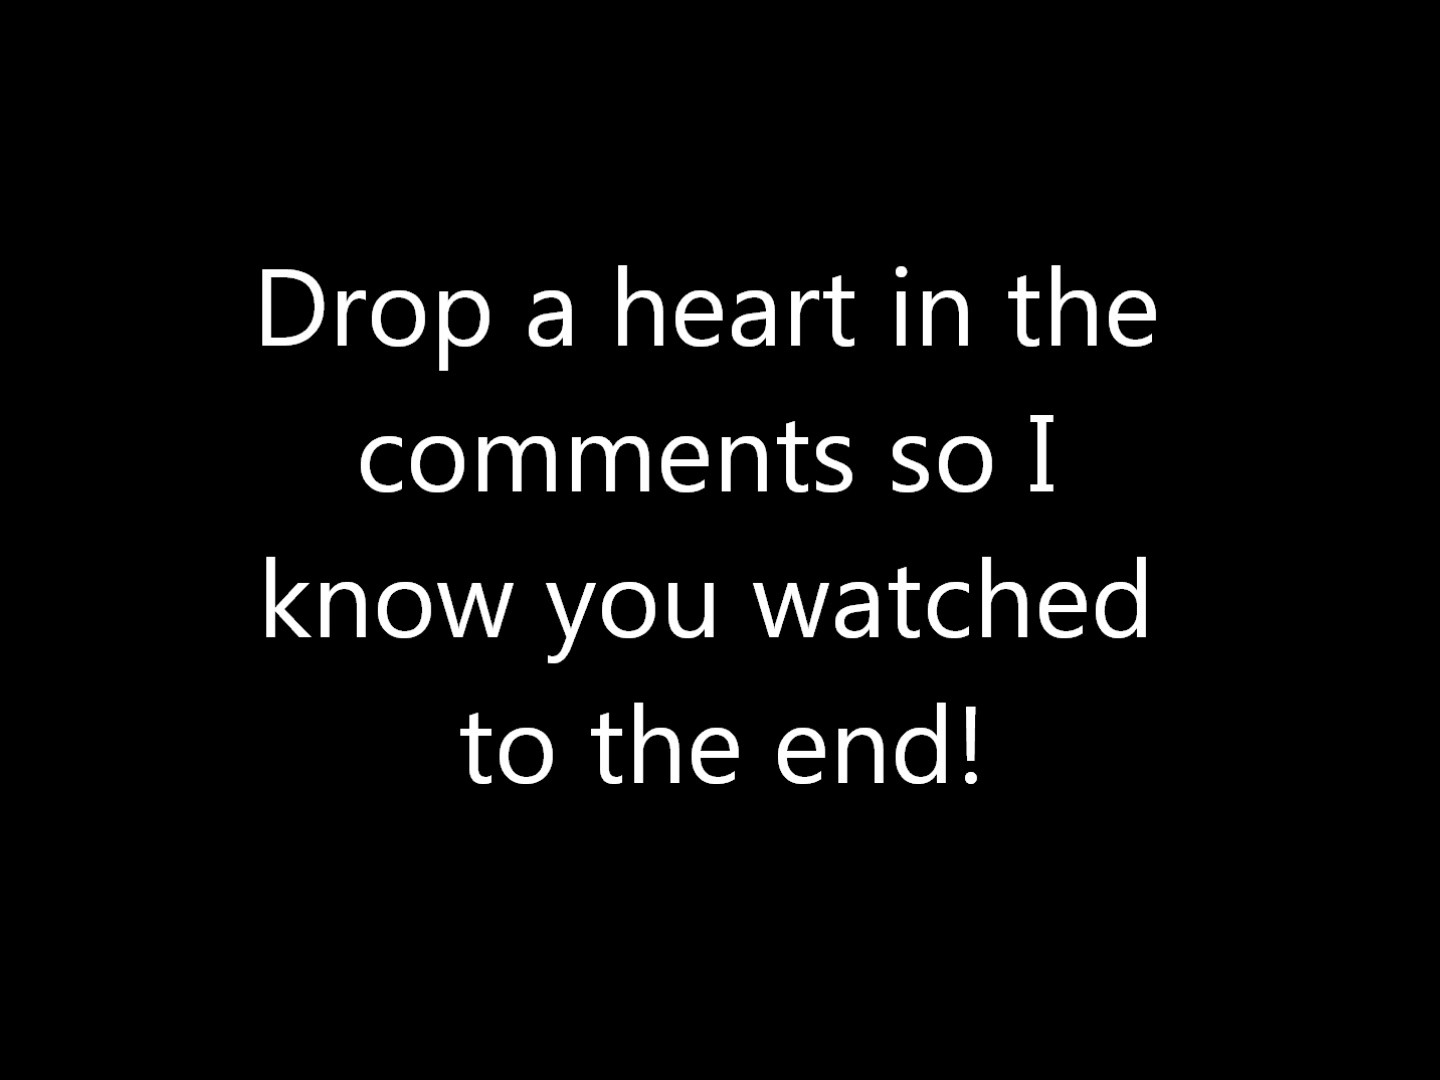 Drop a heart in the
comments so I
know you watched
to the end!